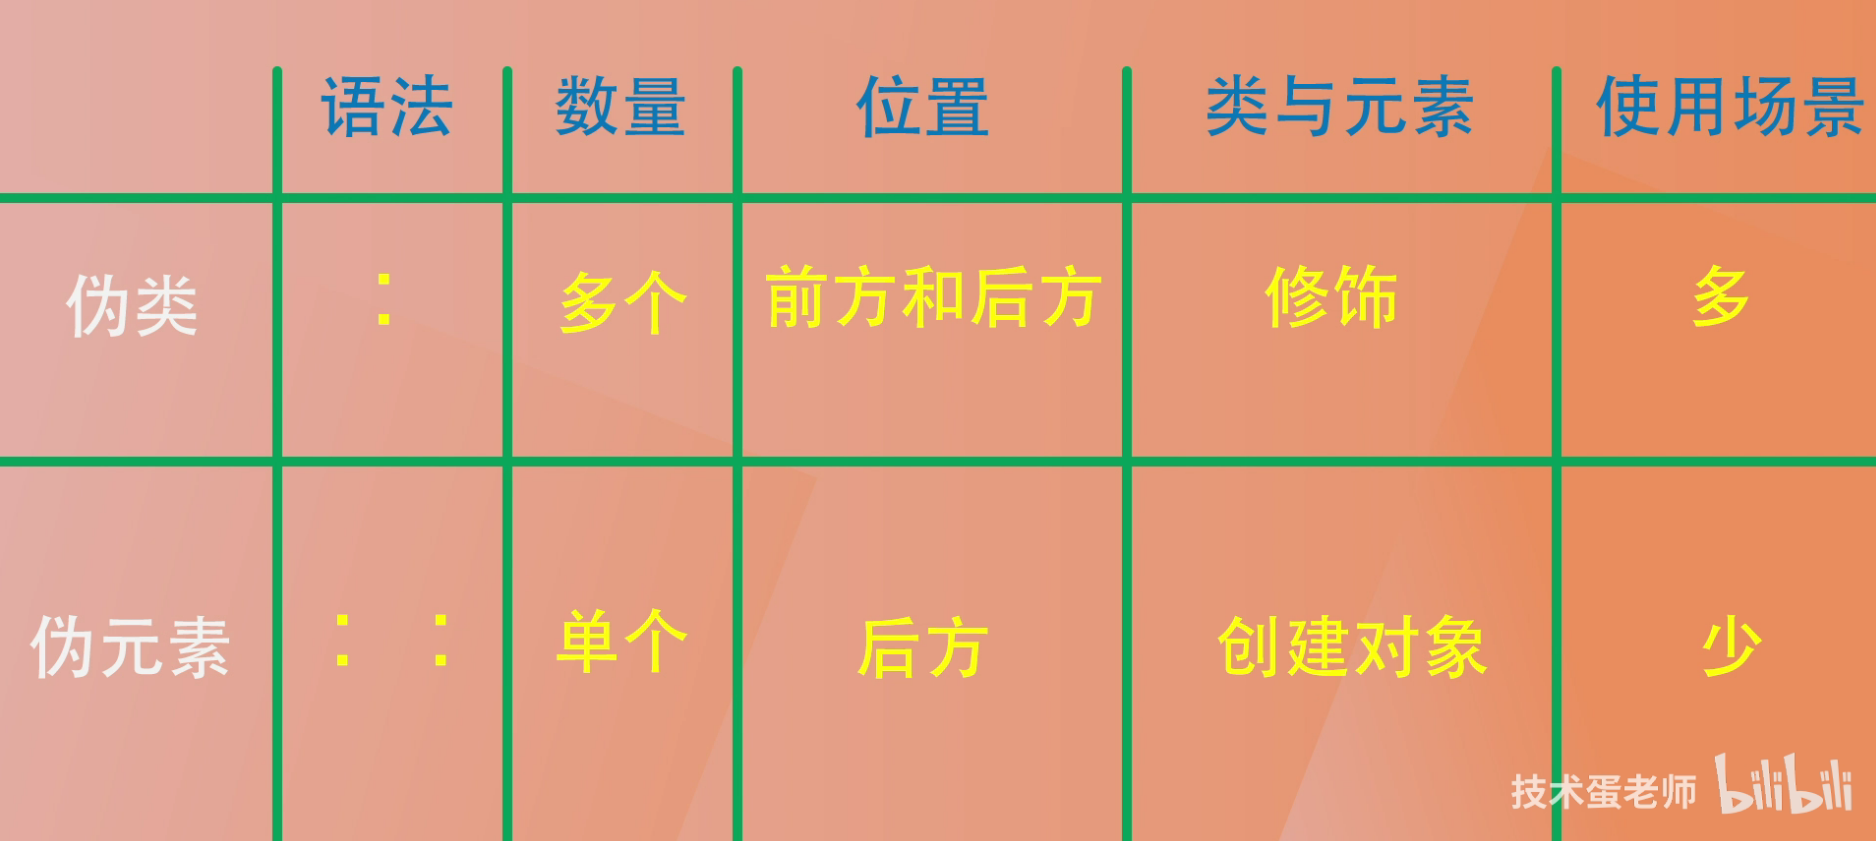 语法 数量 位置 类与元素 使用场景
伪类 : 多个 前方和后方 修饰 多
伪元素 : : 单个 后方 创建对象 少
技术蛋老师 bilibili